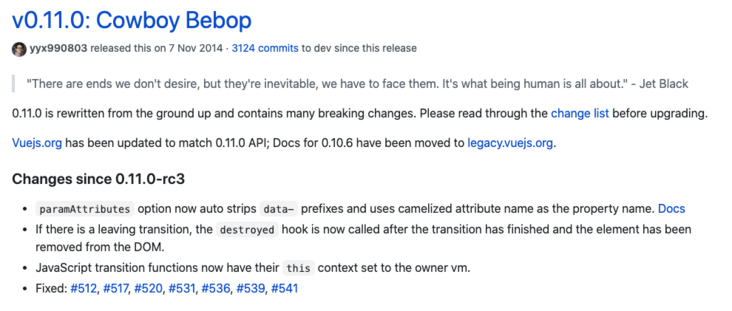 v0.11.0: Cowboy Bebop
yyx990803 released this on 7 Nov 2014 · 3124 commits to dev since this release
"There are ends we don't desire, but they're inevitable, we have to face them. It's what being human is all about." - Jet Black
0.11.0 is rewritten from the ground up and contains many breaking changes. Please read through the change list before upgrading.
Vuejs.org has been updated to match 0.11.0 API; Docs for 0.10.6 have been moved to legacy.vuejs.org.
Changes since 0.11.0-rc3
• paramAttributes option now auto strips data- prefixes and uses camelized attribute name as the property name. Docs
• If there is a leaving transition, the destroyed hook is now called after the transition has finished and the element has been
removed from the DOM.
• JavaScript transition functions now have their this context set to the owner vm.
• Fixed: #512, #517, #520, #531, #536, #539, #541